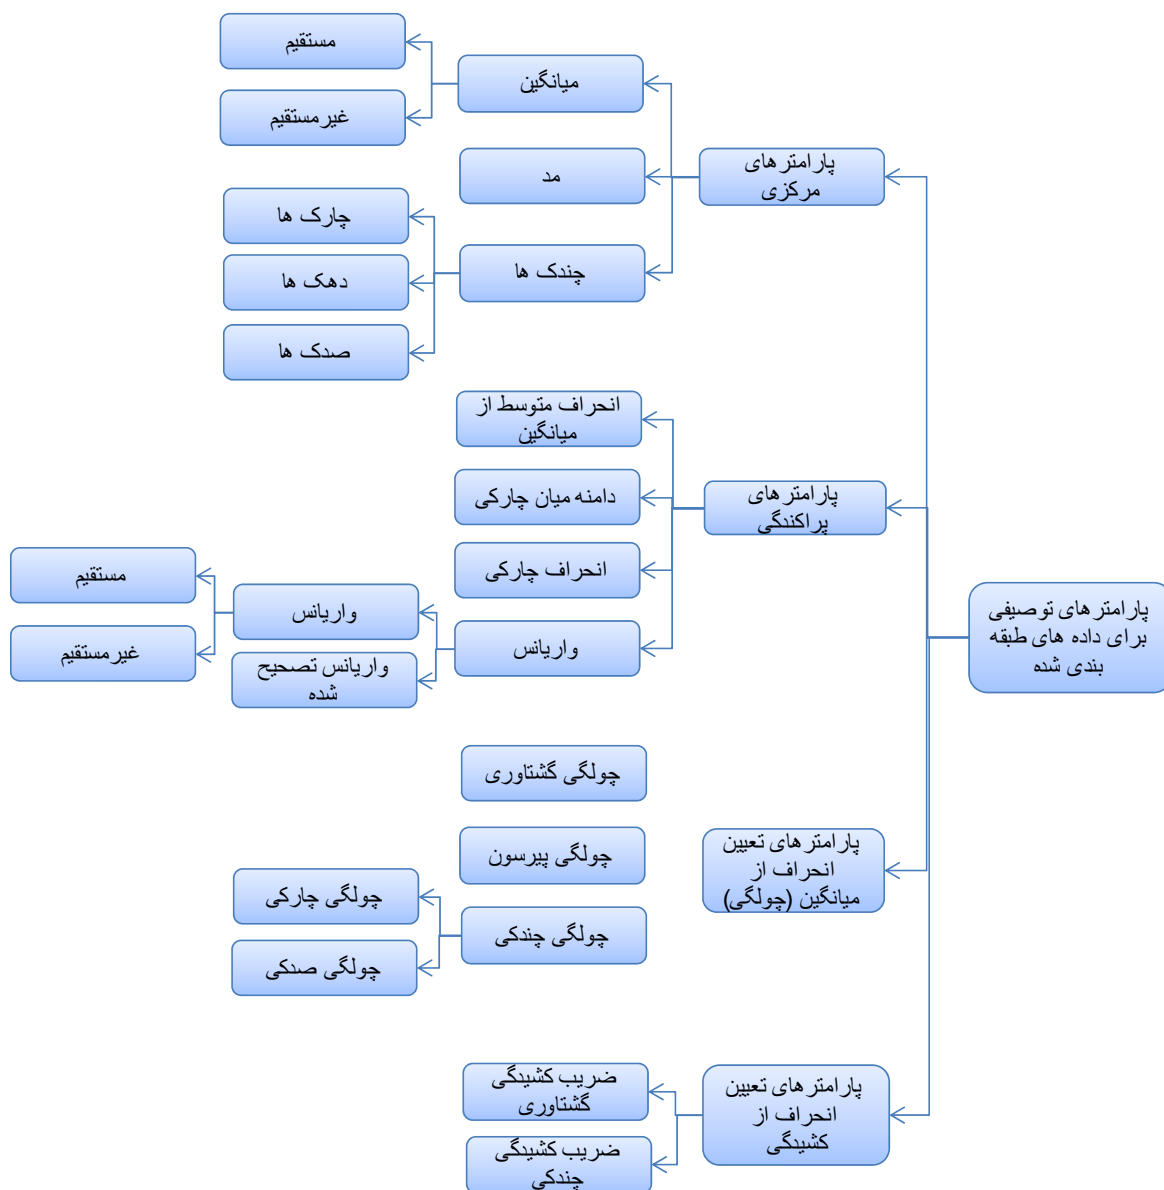 پارامترهای توصیفی
برای داده های طبقه
بندی شده
پارامترهای
مرکزی
میانگین
مستقیم
غیرمستقیم
مد
چندک ها
چارک ها
دهک ها
صدک ها
پارامترهای
پراکندگی
انحراف متوسط از
میانگین
دامنه میان چارکی
انحراف چارکی
واریانس
واریانس
مستقیم
غیرمستقیم
واریانس تصحیح
شده
پارامترهای تعیین
انحراف از
میانگین (چولگی)
چولگی گشتاوری
چولگی پیرسون
چولگی چندکی
چولگی چارکی
چولگی صدکی
پارامترهای تعیین
انحراف از
کشیدگی
ضریب کشیدگی
گشتاوری
ضریب کشیدگی
چندکی